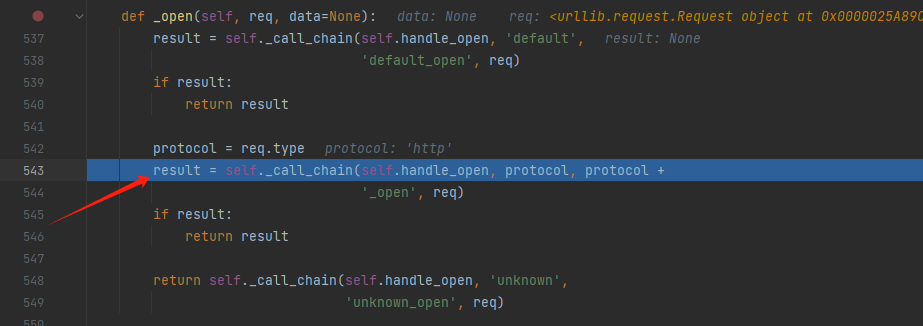 def _open(self, req, data=None):   data: None   req: <urllib.request.Request object at 0x0000025A89C
537 result = self._call_chain(self.handle_open, 'default',   result: None
538 'default_open', req)
539 if result:
540 return result
541
542 protocol = req.type   protocol: 'http'
543 result = self._call_chain(self.handle_open, protocol, protocol +
544 '_open', req)
545 if result:
546 return result
547
548 return self._call_chain(self.handle_open, 'unknown',
549 'unknown_open', req)
550